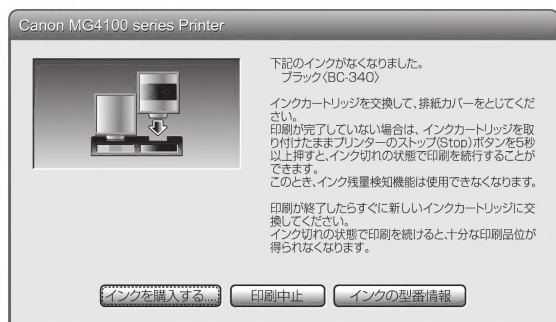 Canon MG4100 series Printer
下記のインクがなくなりました。
ブラック〈BC-340〉
インクカートリッジを交換して、排紙カバーをとじてくだ
さい。
印刷が完了していない場合は、インクカートリッジを取
り付けたままプリンターのストップ(Stop)ボタンを5秒
以上押すと、インク切れの状態で印刷を続行することが
できます。
このとき、インク残量検知機能は使用できなくなります。
印刷が終了したらすぐに新しいインクカートリッジに交
換してください。
インク切れの状態で印刷を続けると、十分な印刷品位が
得られなくなります。
インクを購入する....
印刷中止
インクの型番情報